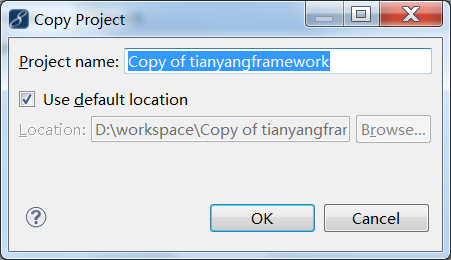 Copy Project
Project name: Copy of tianyangframework
Use default location
Location: D:\workspace\Copy of tianyangfrar Browse...
OK Cancel